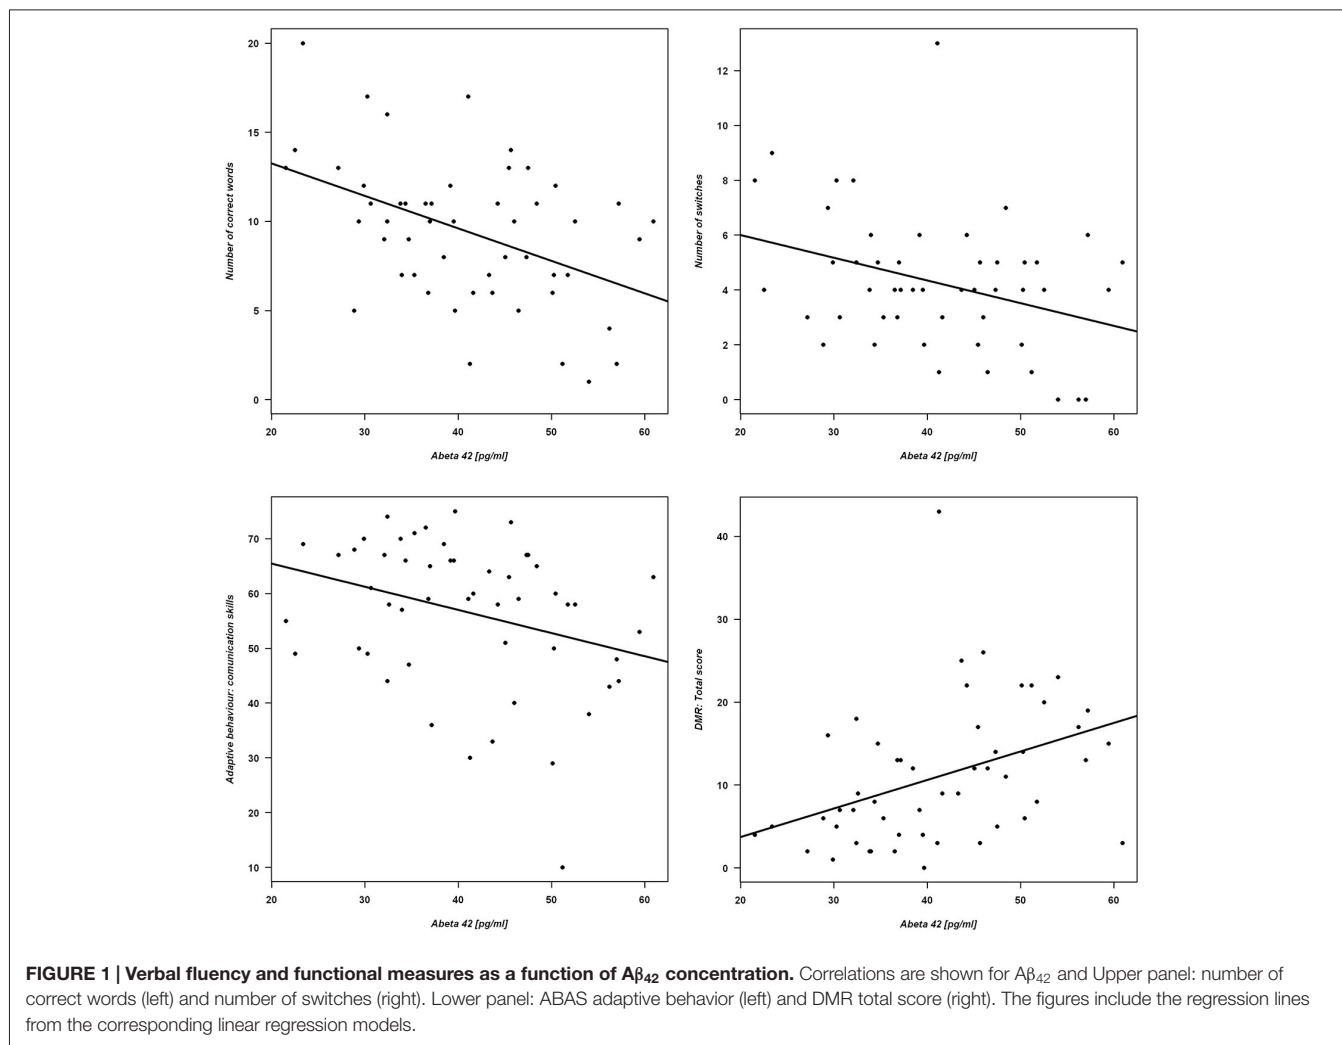 20
15
10
5
0
Number of correct words
20 30 40 50 60
Abeta 42 [pg/ml]
12
10
8
6
4
2
0
Number of switches
20 30 40 50 60
Abeta 42 [pg/ml]
70
60
50
40
30
20
10
Adaptive behaviour: comunication skills
20 30 40 50 60
Abeta 42 [pg/ml]
40
30
20
10
0
DMR: Total score
20 30 40 50 60
Abeta 42 [pg/ml]
FIGURE 1 | Verbal fluency and functional measures as a function of Aβ42 concentration. Correlations are shown for Aβ42 and Upper panel: number of
correct words (left) and number of switches (right). Lower panel: ABAS adaptive behavior (left) and DMR total score (right). The figures include the regression lines
from the corresponding linear regression models.